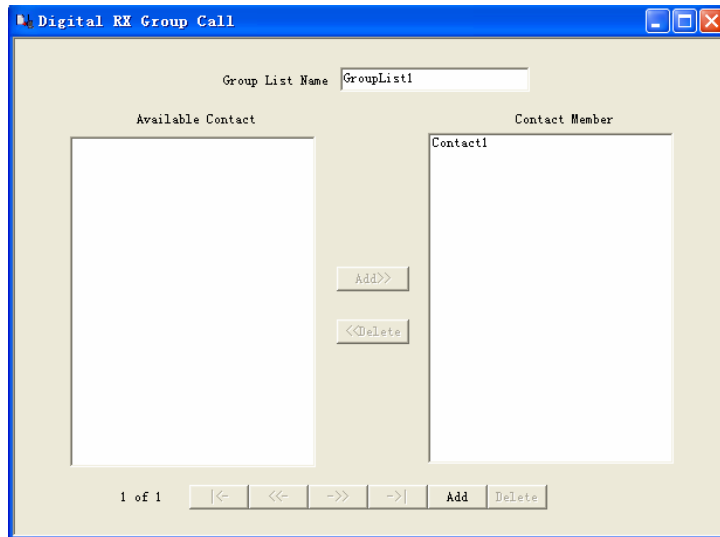 Digital RX Group Call
Group List Name GroupList1
Available Contact
Contact Member
Contact1
Add>>
<<Delete
1 of 1 |<- <<- ->> ->| Add Delete